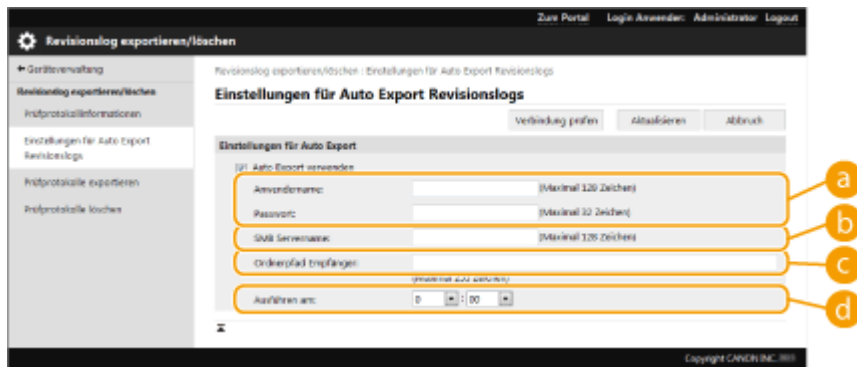 Zum Portal Login Anwender: Administrator Logout
Revisionslog exportieren/löschen
Geräteverwaltung
Revisionslog exportieren/löschen : Einstellungen für Auto Export Revisionslogs
Revisionslog exportieren/löschen
Einstellungen für Auto Export Revisionslogs
Prüfprotokollinformationen
Verbindung prüfen Aktualisieren Abbruch
Einstellungen für Auto Export Revisionslogs
Einstellungen für Auto Export
Auto Export verwenden
Prüfprotokolle exportieren
Anwendername: (Maximal 128 Zeichen)
a
Prüfprotokolle löschen
Passwort: (Maximal 32 Zeichen)
SMB Servername: (Maximal 128 Zeichen)
b
Ordnerpfad Empfänger:
c
(Maximal Zeichen)
Ausführen am: 0 : 00
d
Copyright CANON INC.